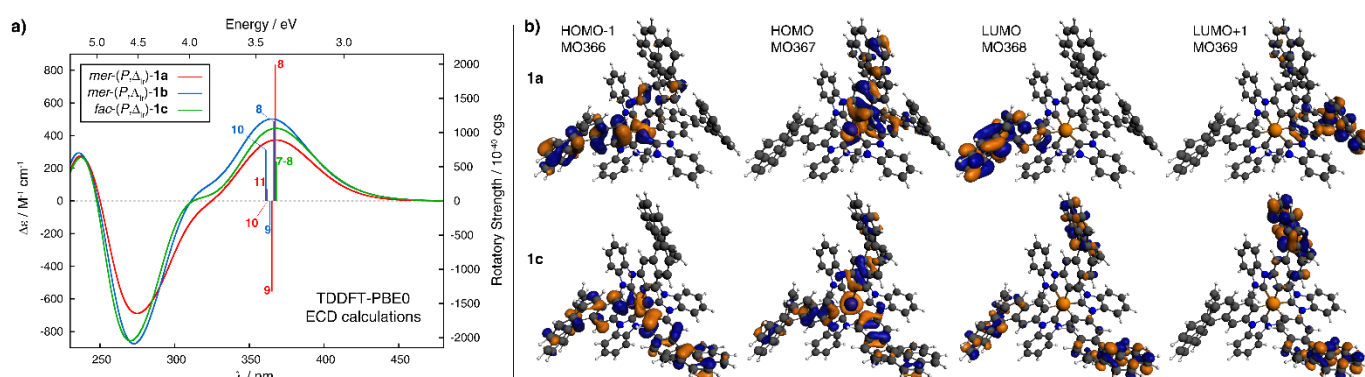 a)
Energy / eV
5.0 4.5 4.0 3.4 3.0
800
600
400
200
0
-200
-400
-600
-800
Δε / M⁻¹ cm⁻¹
mer-(P,Δ_Ir)-1a
mer-(P,Δ_Ir)-1b
fac-(P,Δ_Ir)-1c
8
8
10
7-8
11
10
9
9
TDDFT-PBE0
ECD calculations
2000
1500
1000
500
0
-500
-1000
-1500
-2000
Rotatory Strength / 10⁻⁴⁰ cgs
250 300 350 400 450
λ / nm
b)
HOMO-1
MO366
HOMO
MO367
LUMO
MO368
LUMO+1
MO369
1a
1c